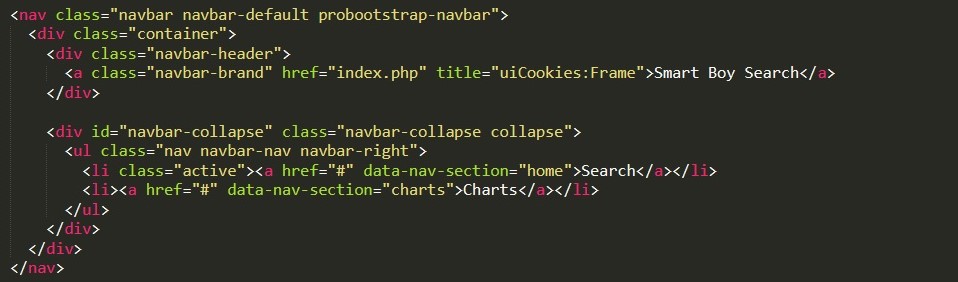 <nav class="navbar navbar-default probootstrap-navbar">
<div class="container">
<div class="navbar-header">
<a class="navbar-brand" href="index.php" title="uiCookies:Frame">Smart Boy Search</a>
</div>
<div id="navbar-collapse" class="navbar-collapse collapse">
<ul class="nav navbar-nav navbar-right">
<li class="active"><a href="#" data-nav-section="home">Search</a></li>
<li><a href="#" data-nav-section="charts">Charts</a></li>
</ul>
</div>
</div>
</nav>